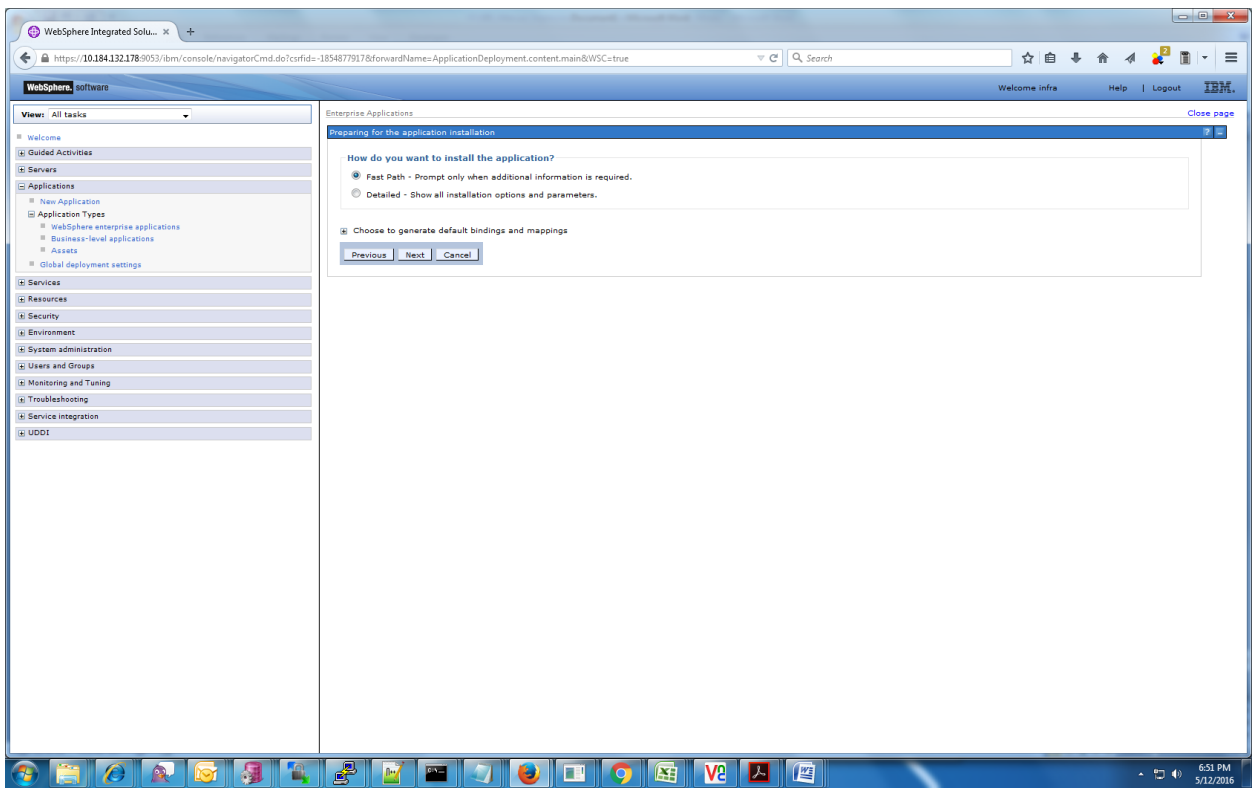 WebSphere Integrated Solu... × +
https://10.184.132.178:9053/ibm/console/navigatorCmd.do?csrfid=-1854877917&forwardName=ApplicationDeployment.content.main&WSC=true
Search
2
WebSphere. software
Welcome infra
Help | Logout
IBM.
View: All tasks
Welcome
Guided Activities
Servers
Applications
New Application
Application Types
WebSphere enterprise applications
Business-level applications
Assets
Global deployment settings
Services
Resources
Security
Environment
System administration
Users and Groups
Monitoring and Tuning
Troubleshooting
Service integration
UDDI
Enterprise Applications
Close page
Preparing for the application installation
? –
How do you want to install the application?
Fast Path - Prompt only when additional information is required.
Detailed - Show all installation options and parameters.
Choose to generate default bindings and mappings
Previous Next Cancel
6:51 PM
5/12/2016